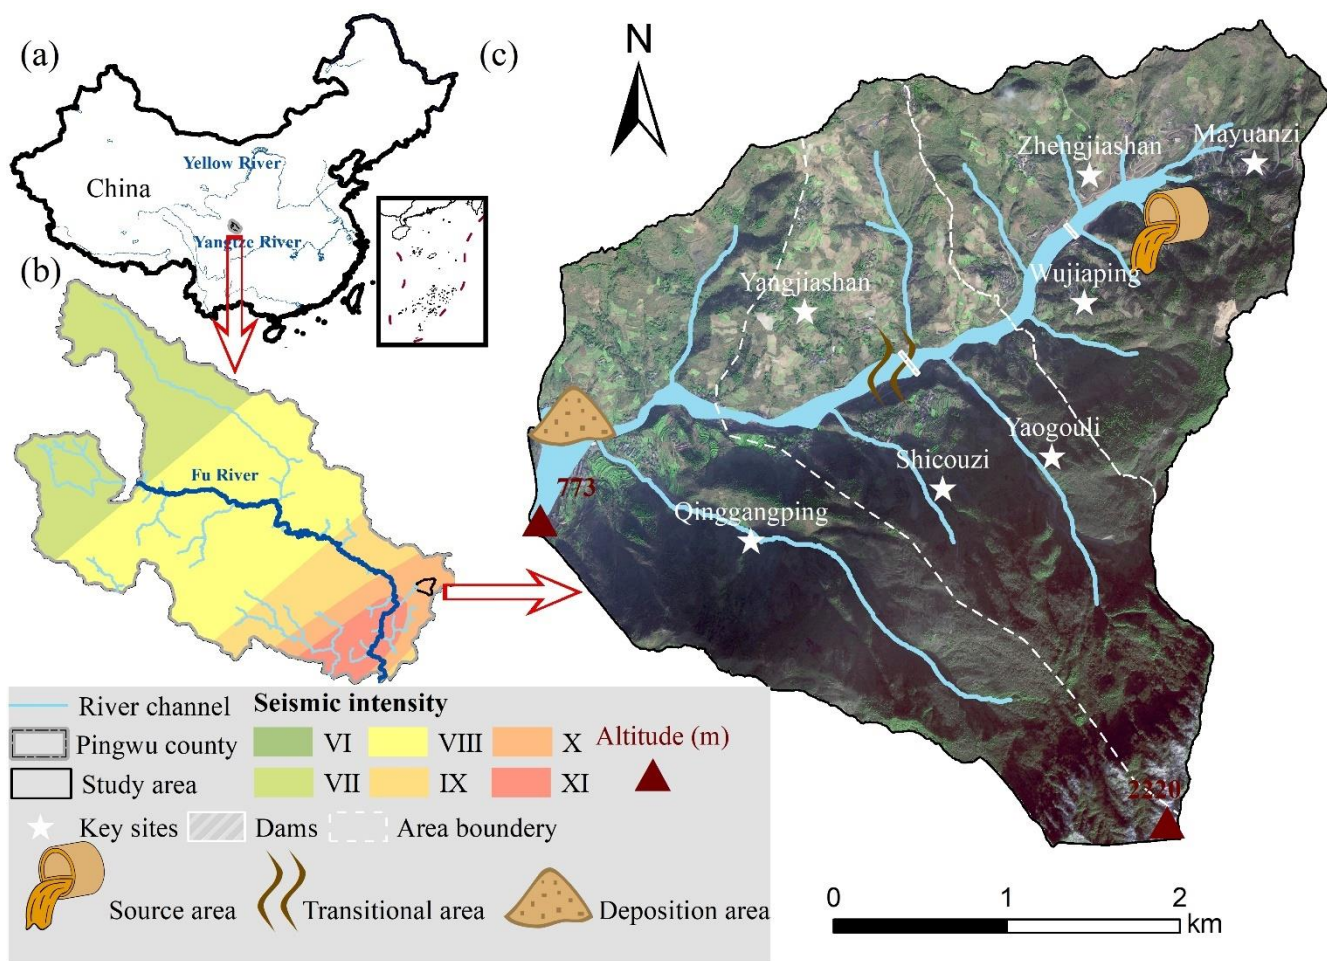 (a)
Yellow River
China
Yangtze River
(b)
Fu River
N
(c)
Mayuanzi
Zhengjiashan
Wujiaping
Yangjiashan
Yaogouli
Shicouzi
Qinggangping
773
2220
River channel
Seismic intensity
Pingwu county
VI
VIII
X
Altitude (m)
Study area
VII
IX
XI
Key sites
Dams
Area boundery
Source area
Transitional area
Deposition area
0
1
2
km